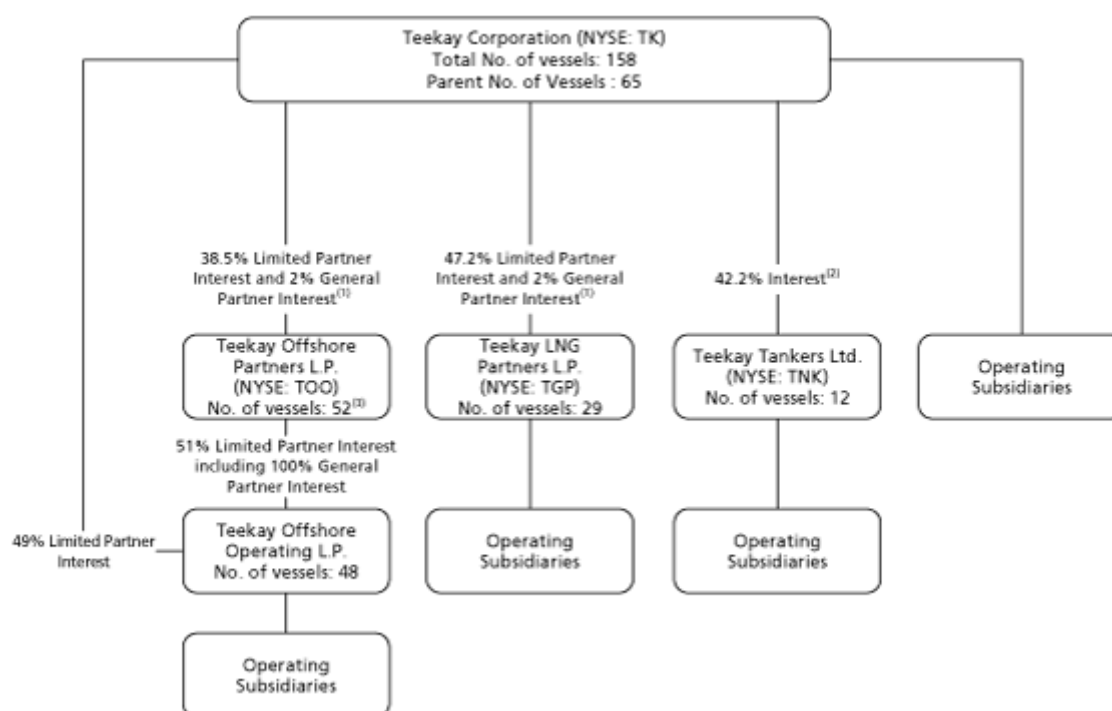 Teekay Corporation (NYSE: TK)
Total No. of vessels: 158
Parent No. of Vessels : 65
38.5% Limited Partner
Interest and 2% General
Partner Interest(1)
47.2% Limited Partner
Interest and 2% General
Partner Interest(1)
42.2% Interest(2)
Teekay Offshore
Partners L.P.
(NYSE: TOO)
No. of vessels: 52(3)
Teekay LNG
Partners L.P.
(NYSE: TGP)
No. of vessels: 29
Teekay Tankers Ltd.
(NYSE: TNK)
No. of vessels: 12
Operating
Subsidiaries
51% Limited Partner Interest
including 100% General
Partner Interest
49% Limited Partner
Interest
Teekay Offshore
Operating L.P.
No. of vessels: 48
Operating
Subsidiaries
Operating
Subsidiaries
Operating
Subsidiaries